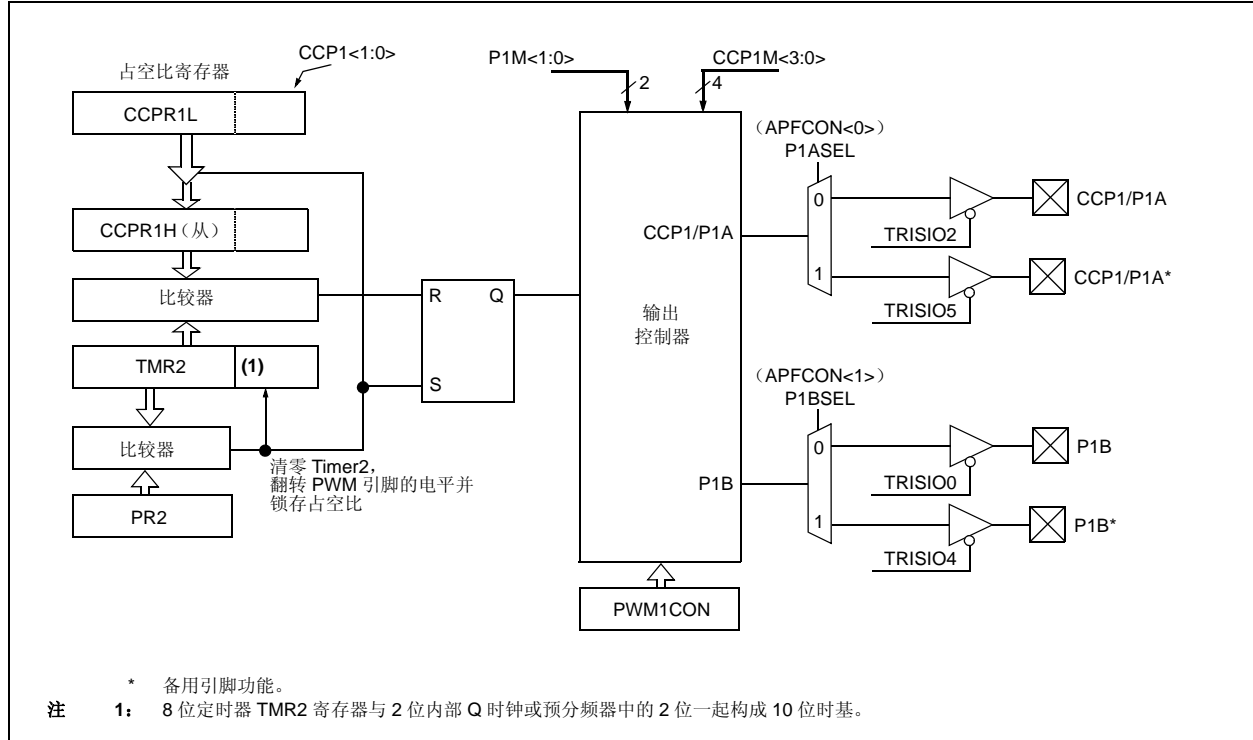 CCP1<1:0>
占空比寄存器
CCPR1L
CCPR1H（从）
比较器
TMR2
(1)
比较器
PR2
清零 Timer2，
翻转 PWM 引脚的电平并
锁存占空比
R
Q
S
P1M<1:0>
2
CCP1M<3:0>
4
CCP1/P1A
输出
控制器
P1B
PWM1CON
（APFCON<0>）
P1ASEL
0
1
TRISIO2
CCP1/P1A
TRISIO5
CCP1/P1A*
（APFCON<1>）
P1BSEL
0
1
TRISIO0
P1B
TRISIO4
P1B*
* 备用引脚功能。
注 1： 8 位定时器 TMR2 寄存器与 2 位内部 Q 时钟或预分频器中的 2 位一起构成 10 位时基。